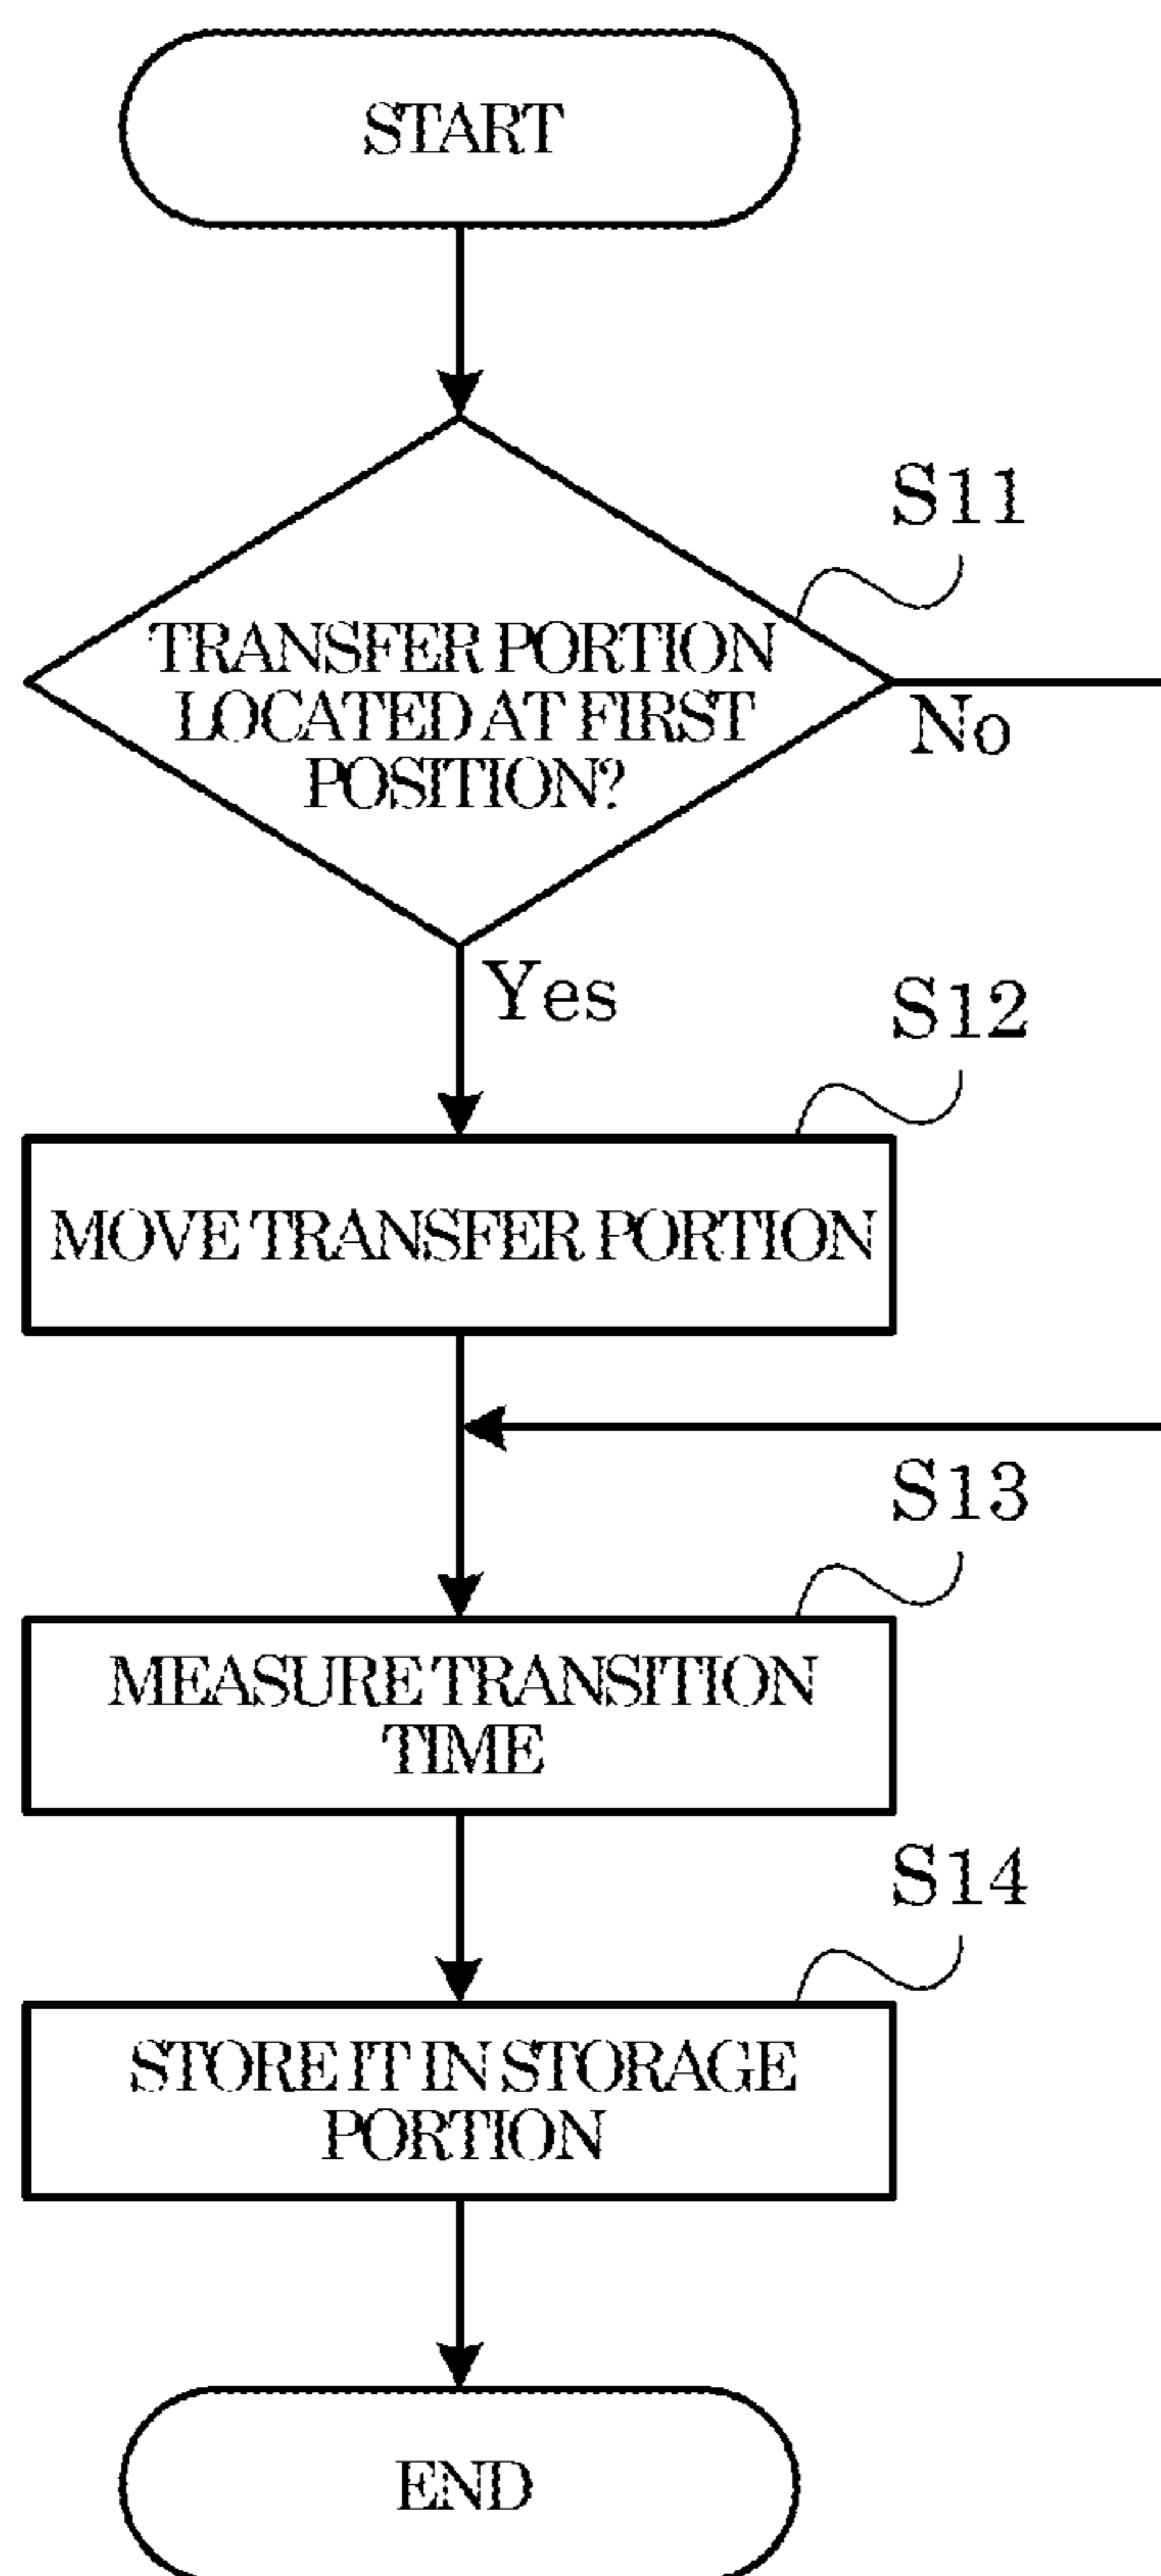 START
S11
TRANSFER PORTION
LOCATED AT FIRST
POSITION?
No
Yes
S12
MOVE TRANSFER PORTION
S13
MEASURE TRANSITION
TIME
S14
STORE IT IN STORAGE
PORTION
END